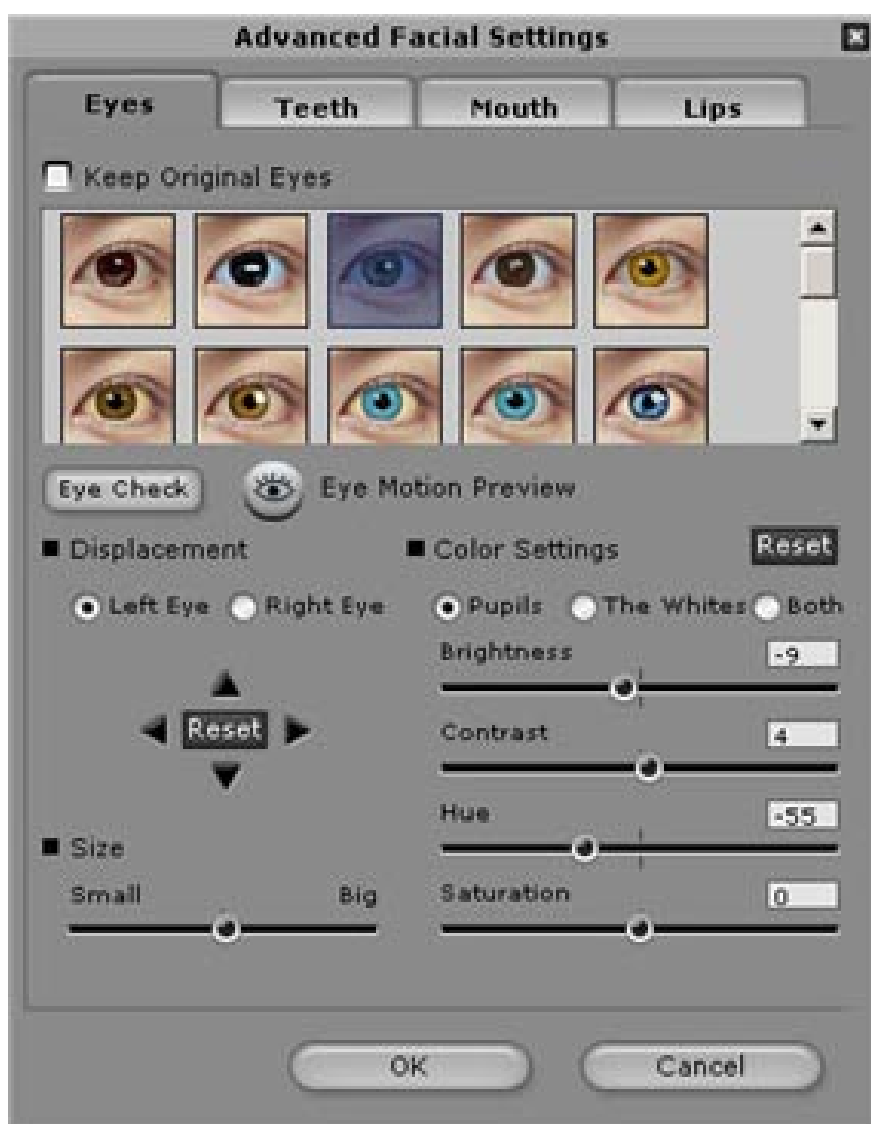 Advanced Facial Settings
Eyes Teeth Mouth Lips
Keep Original Eyes
Eye Check Eye Motion Preview
Displacement Color Settings Reset
Left Eye Right Eye Pupils The Whites Both
Brightness -9
Reset Contrast 4
Hue -55
Size
Small Big Saturation 0
OK Cancel